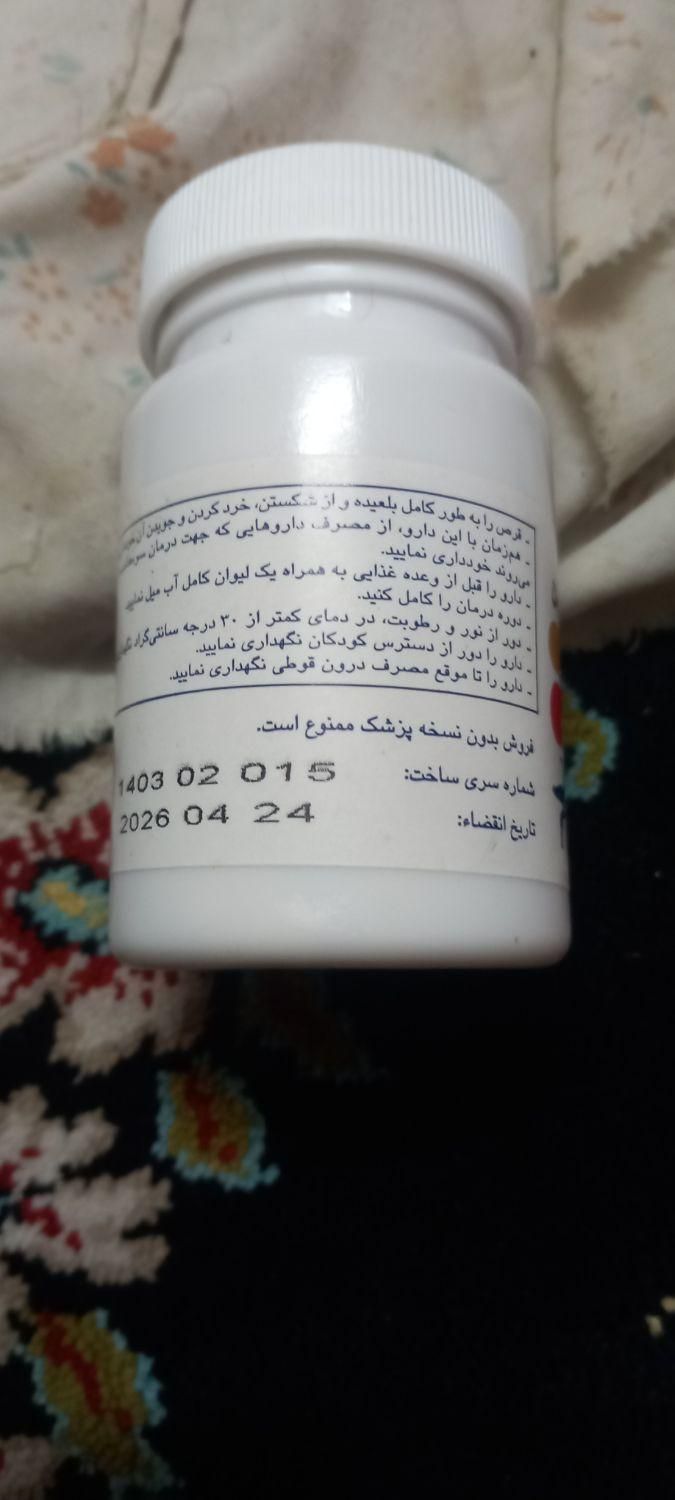 - قرص را به طور کامل بلعیده و از شکستن، خرد کردن و جویدن آن
- هم‌زمان با این دارو، از مصرف داروهایی که جهت درمان
می‌روند خودداری نمایید.
- دارو را قبل از وعده غذایی به همراه یک لیوان کامل آب میل نمایید
- دوره درمان را کامل کنید.
- دور از نور و رطوبت، در دمای کمتر از ۳۰ درجه سانتی‌گراد
- دارو را دور از دسترس کودکان نگهداری نمایید.
- دارو را تا موقع مصرف درون قوطی نگهداری نمایید.
فروش بدون نسخه پزشک ممنوع است.
شماره سری ساخت: 1403 02 015
تاریخ انقضاء: 2026 04 24